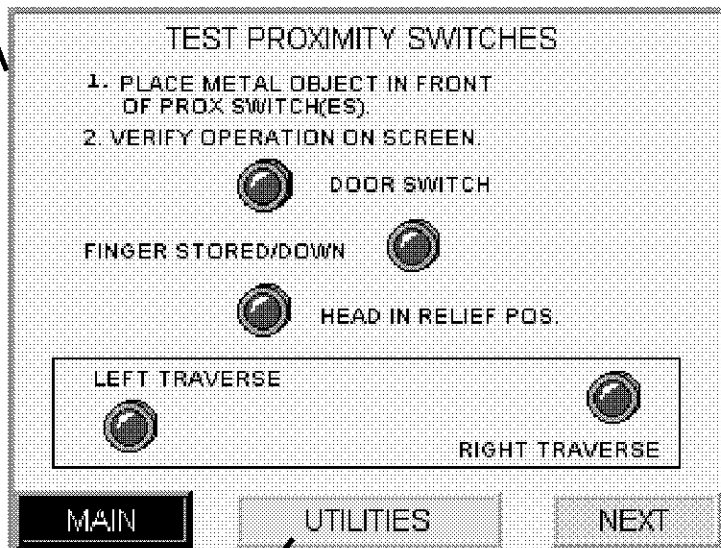 TEST PROXIMITY SWITCHES
1. PLACE METAL OBJECT IN FRONT
OF PROX SWITCH(ES).
2. VERIFY OPERATION ON SCREEN.
DOOR SWITCH
FINGER STORED/DOWN
HEAD IN RELIEF POS.
LEFT TRAVERSE
RIGHT TRAVERSE
MAIN
UTILITIES
NEXT